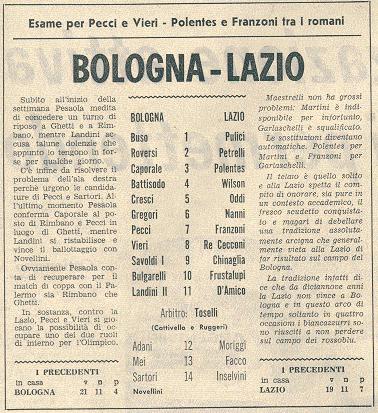 Esame per Pecci e Vieri - Polentes e Franzoni tra i romani
BOLOGNA-LAZIO
Subito all'inizio della
settimana Pesaola medita
di concedere un turno di
riposo a Ghetti e a Rim-
bano, mentre Landini ac-
cusa talune dolenzie che
appunto lo tengono in for-
se per qualche giorno.
C'è infine da risolvere il
problema dell'ala destra
perchè urgono le candida-
ture di Pecci e Sartori. Al-
l'ultimo momento Pesaola
conferma Caporale al po-
sto di Rimbano e Pecci in
luogo di Ghetti, mentre
Landini si ristabilisce e
vince il ballottaggio con
Novellini.
Ovviamente Pesaola con-
ta di recuperare per il
match di coppa con il Pa-
lermo sia Rimbano che
Ghetti.
In sostanza, contro la
Lazio, Pecci e Vieri si gio-
cano la possibilità di oc-
cupare uno dei due ruoli
di interno per l'Olimpico.
I PRECEDENTI
in casa v n p
BOLOGNA 21 11 4
BOLOGNA LAZIO
Buso 1 Pulici
Roversi 2 Petrelli
Caporale 3 Polentes
Battisodo 4 Wilson
Cresci 5 Oddi
Gregori 6 Nanni
Pecci 7 Franzoni
Vieri 8 Re Cecconi
Savoldi I 9 Chinaglia
Bulgarelli 10 Frustalupi
Landini II 11 D'Amico
Arbitro: Toselli
(Cattivello e Ruggeri)
Adani 12 Moriggi
Mei 13 Facco
Sartori 14 Inselvini
Novellini
Maestrelli non ha grossi
problemi: Martini è indi-
sponibile per infortunio,
Garlaschelli è squalificato.
Le sostituzioni diventano
automatiche. Polentes per
Martini e Franzoni per
Garlaschelli.
Il telaio è quello solito
e alla Lazio spetta il com-
pito di onorare, sia pure in
un contesto accademico, il
fresco scudetto conquista-
to e magari di debellare
una tradizione assoluta-
mente arcigna che general-
mente vieta alla Lazio di
far risultato sul campo del
Bologna.
La tradizione infatti di-
ce che da diciannove anni
la Lazio non vince a Bo-
logna e in questo arco di
tempo soltanto in quattro
occasioni i biancazzurri so-
no riusciti a non perdere
sul campo dei rossoblu.
I PRECEDENTI
in casa v n p
LAZIO 19 11 7